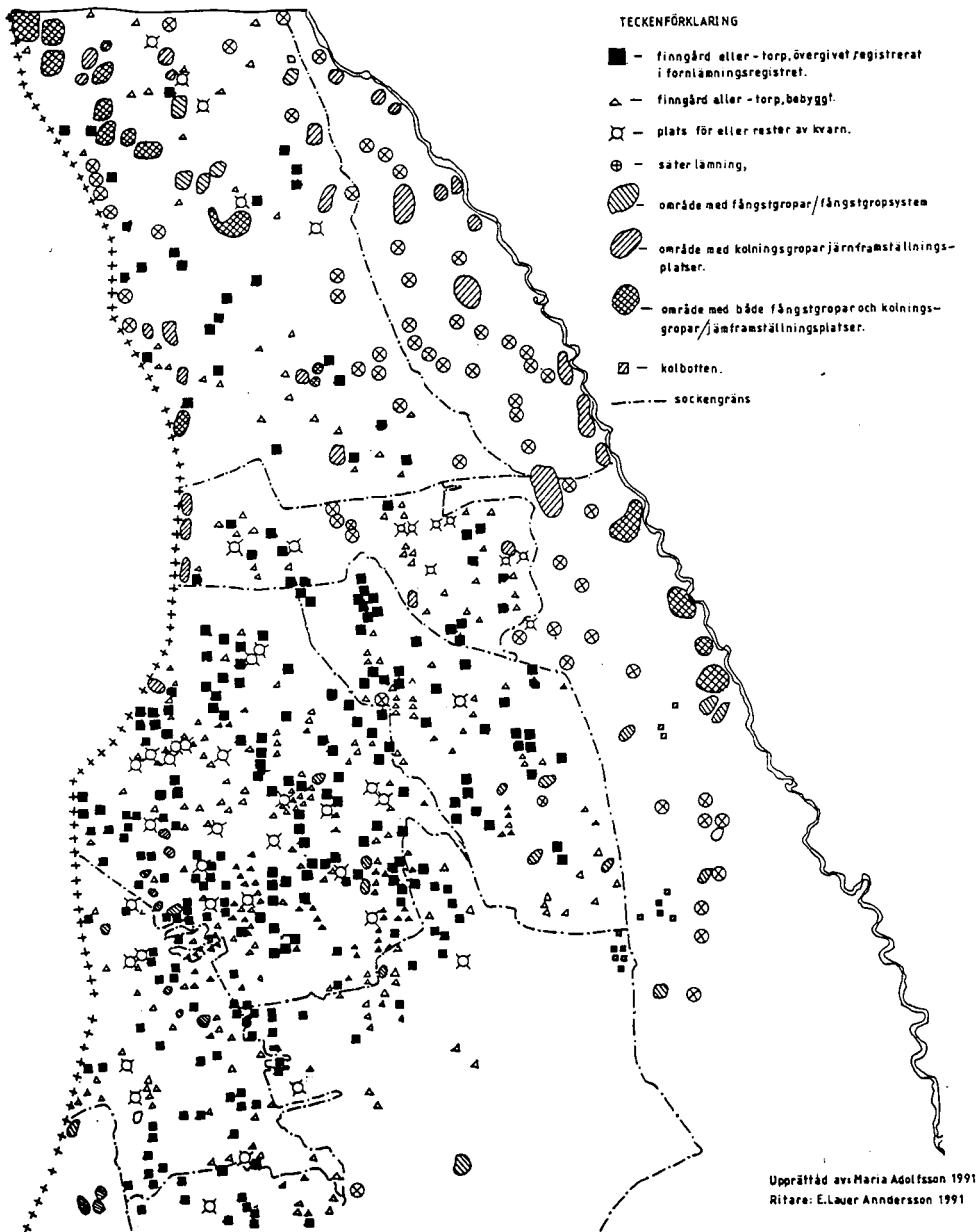 TECKENFÖRKLARING
– finngård eller - torp, övergivet, registrerat
i fornlämningsregistret.
– finngård aller - torp, bebyggt.
– plats för eller rester av kvarn.
– säter lämning,
– område med fångstgropar/fångstgropsystem
– område med kolningsgropar järnframställnings-
platser.
– område med både fångstgropar och kolnings-
gropar/järnframställningsplatser.
– kolbotten.
– sockengräns
Upprättad av: Maria Adolfsson 1991
Ritare: E. Lauer Anndersson 1991